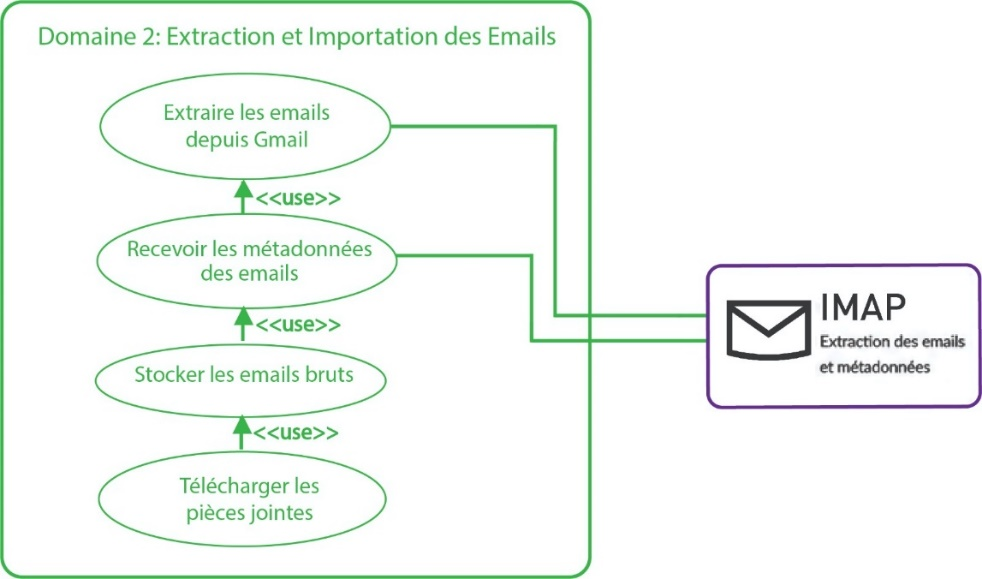 Domaine 2: Extraction et Importation des Emails
Extraire les emails
depuis Gmail
<<use>>
Recevoir les métadonnées
des emails
<<use>>
Stocker les emails bruts
<<use>>
Télécharger les
pièces jointes
IMAP
Extraction des emails
et métadonnées